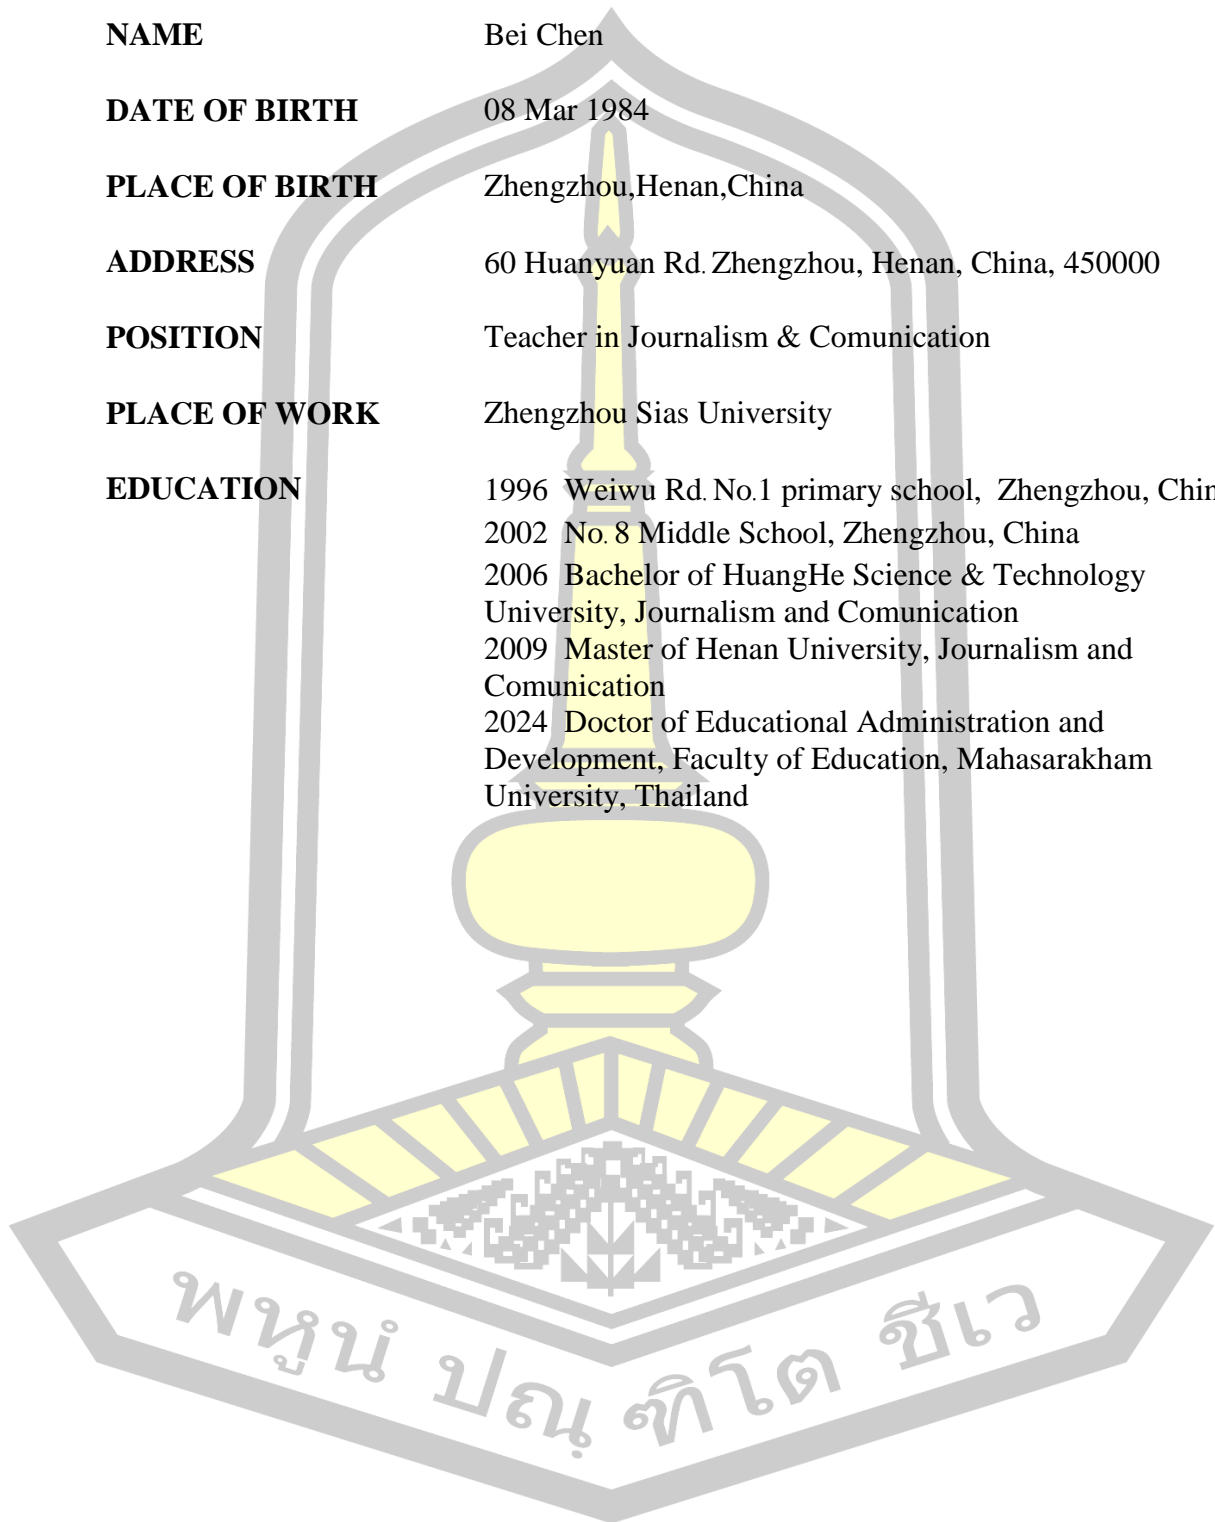 NAME Bei Chen
DATE OF BIRTH 08 Mar 1984
PLACE OF BIRTH Zhengzhou,Henan,China
ADDRESS 60 Huanyuan Rd. Zhengzhou, Henan, China, 450000
POSITION Teacher in Journalism & Comunication
PLACE OF WORK Zhengzhou Sias University
EDUCATION 1996 Weiwu Rd. No.1 primary school, Zhengzhou, Chin
2002 No. 8 Middle School, Zhengzhou, China
2006 Bachelor of HuangHe Science & Technology
University, Journalism and Comunication
2009 Master of Henan University, Journalism and
Comunication
2024 Doctor of Educational Administration and
Development, Faculty of Education, Mahasarakham
University, Thailand
พหูนํ ปณฺ ฑิโต ชีเว